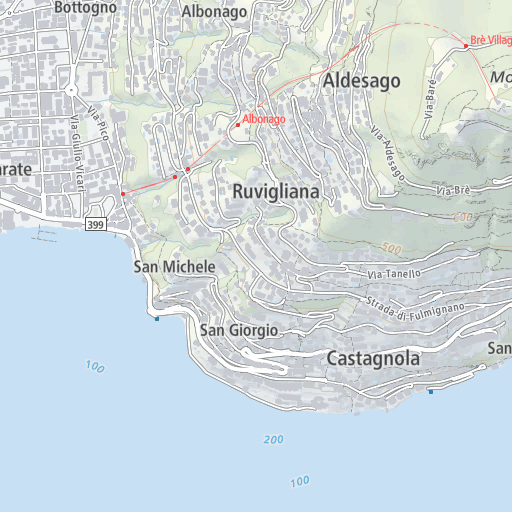 Bottogno
Albonago
Brè Villag
Aldesago
Mo
Via-Baré
Via-Pico
Albonago
Via-Giulio-Vicari
Via-Aldesago
arate
Ruvigliana
Via-Brè
600
399
500
San Michele
Via-Tanello
Strada-di-Fulmignano
San Giorgio
Castagnola
San
100
200
100